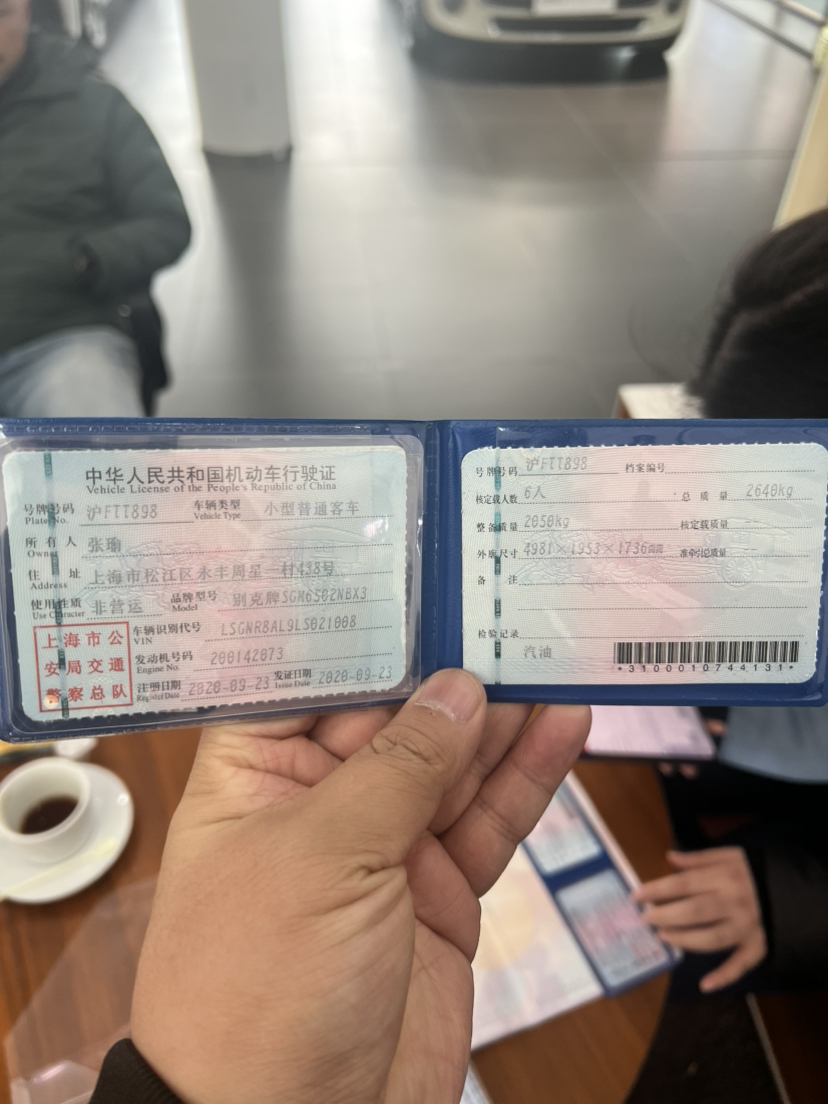 中华人民共和国机动车行驶证
Vehicle License of the People's Republic of China
号牌号码 沪FTT898 车辆类型 小型普通客车
Plate No. Vehicle Type
所有人 张瑜
Owner
住址 上海市松江区永丰周星一村438号
Address
使用性质 非营运 品牌型号 别克牌SGM6502NBX3
Use Character Model
上海市公安局交通警察总队
车辆识别代号 LSGNR8AL9LS021008
VIN
发动机号码 200142073
Engine No.
注册日期 2020-09-23 发证日期 2020-09-23
Register Date Issue Date
号牌号码 沪FTT898 档案编号
核定载人数 6人 总质量 2640kg
整备质量 2050kg 核定载质量
外廓尺寸 4981×1953×1736mm 准牵引总质量
备注
检验记录
汽油
*3100010744131*